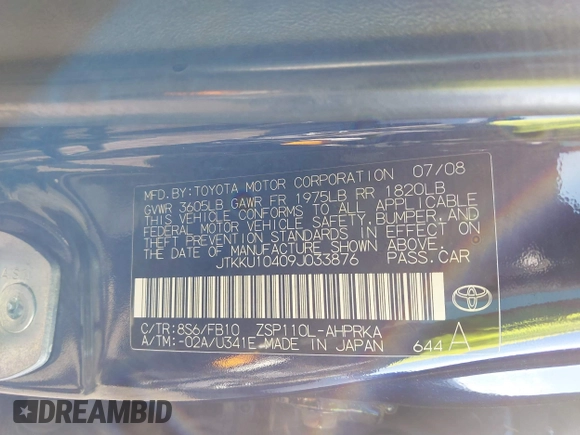 MFD. BY: TOYOTA MOTOR CORPORATION 07/08
GVWR 3605LB GAWR FR 1975LB RR 1820LB
THIS VEHICLE CONFORMS TO ALL APPLICABLE
FEDERAL MOTOR VEHICLE SAFETY, BUMPER, AND
THEFT PREVENTION STANDARDS IN EFFECT ON
THE DATE OF MANUFACTURE SHOWN ABOVE.
JTKKU10409J033876 PASS.CAR
C/TR: 8S6/FB10 ZSP110L-AHPRKA
A/TM: -02A/U341E MADE IN JAPAN 644 A
DREAMBID